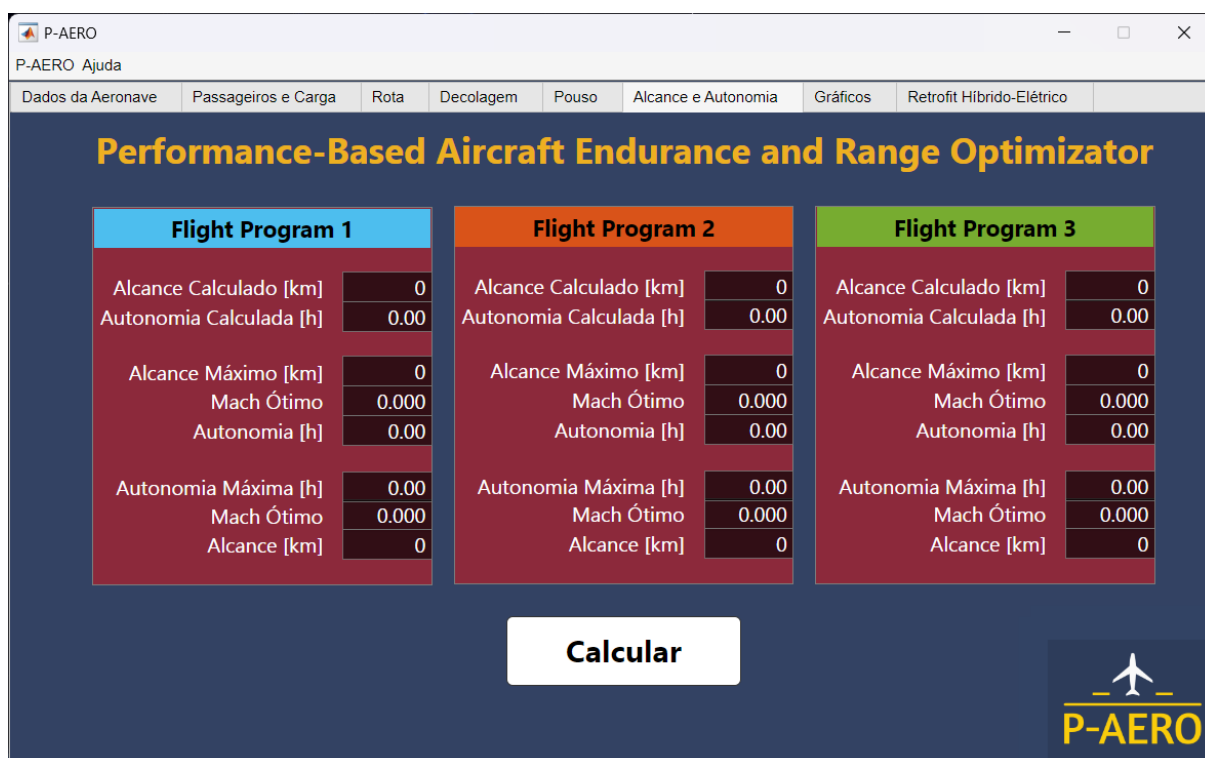 P-AERO
P-AERO Ajuda
Dados da Aeronave Passageiros e Carga Rota Decolagem Pouso Alcance e Autonomia Gráficos Retrofit Híbrido-Elétrico
Performance-Based Aircraft Endurance and Range Optimizator
Flight Program 1
Alcance Calculado [km] 0
Autonomia Calculada [h] 0.00
Alcance Máximo [km] 0
Mach Ótimo 0.000
Autonomia [h] 0.00
Autonomia Máxima [h] 0.00
Mach Ótimo 0.000
Alcance [km] 0
Flight Program 2
Alcance Calculado [km] 0
Autonomia Calculada [h] 0.00
Alcance Máximo [km] 0
Mach Ótimo 0.000
Autonomia [h] 0.00
Autonomia Máxima [h] 0.00
Mach Ótimo 0.000
Alcance [km] 0
Flight Program 3
Alcance Calculado [km] 0
Autonomia Calculada [h] 0.00
Alcance Máximo [km] 0
Mach Ótimo 0.000
Autonomia [h] 0.00
Autonomia Máxima [h] 0.00
Mach Ótimo 0.000
Alcance [km] 0
Calcular
P-AERO